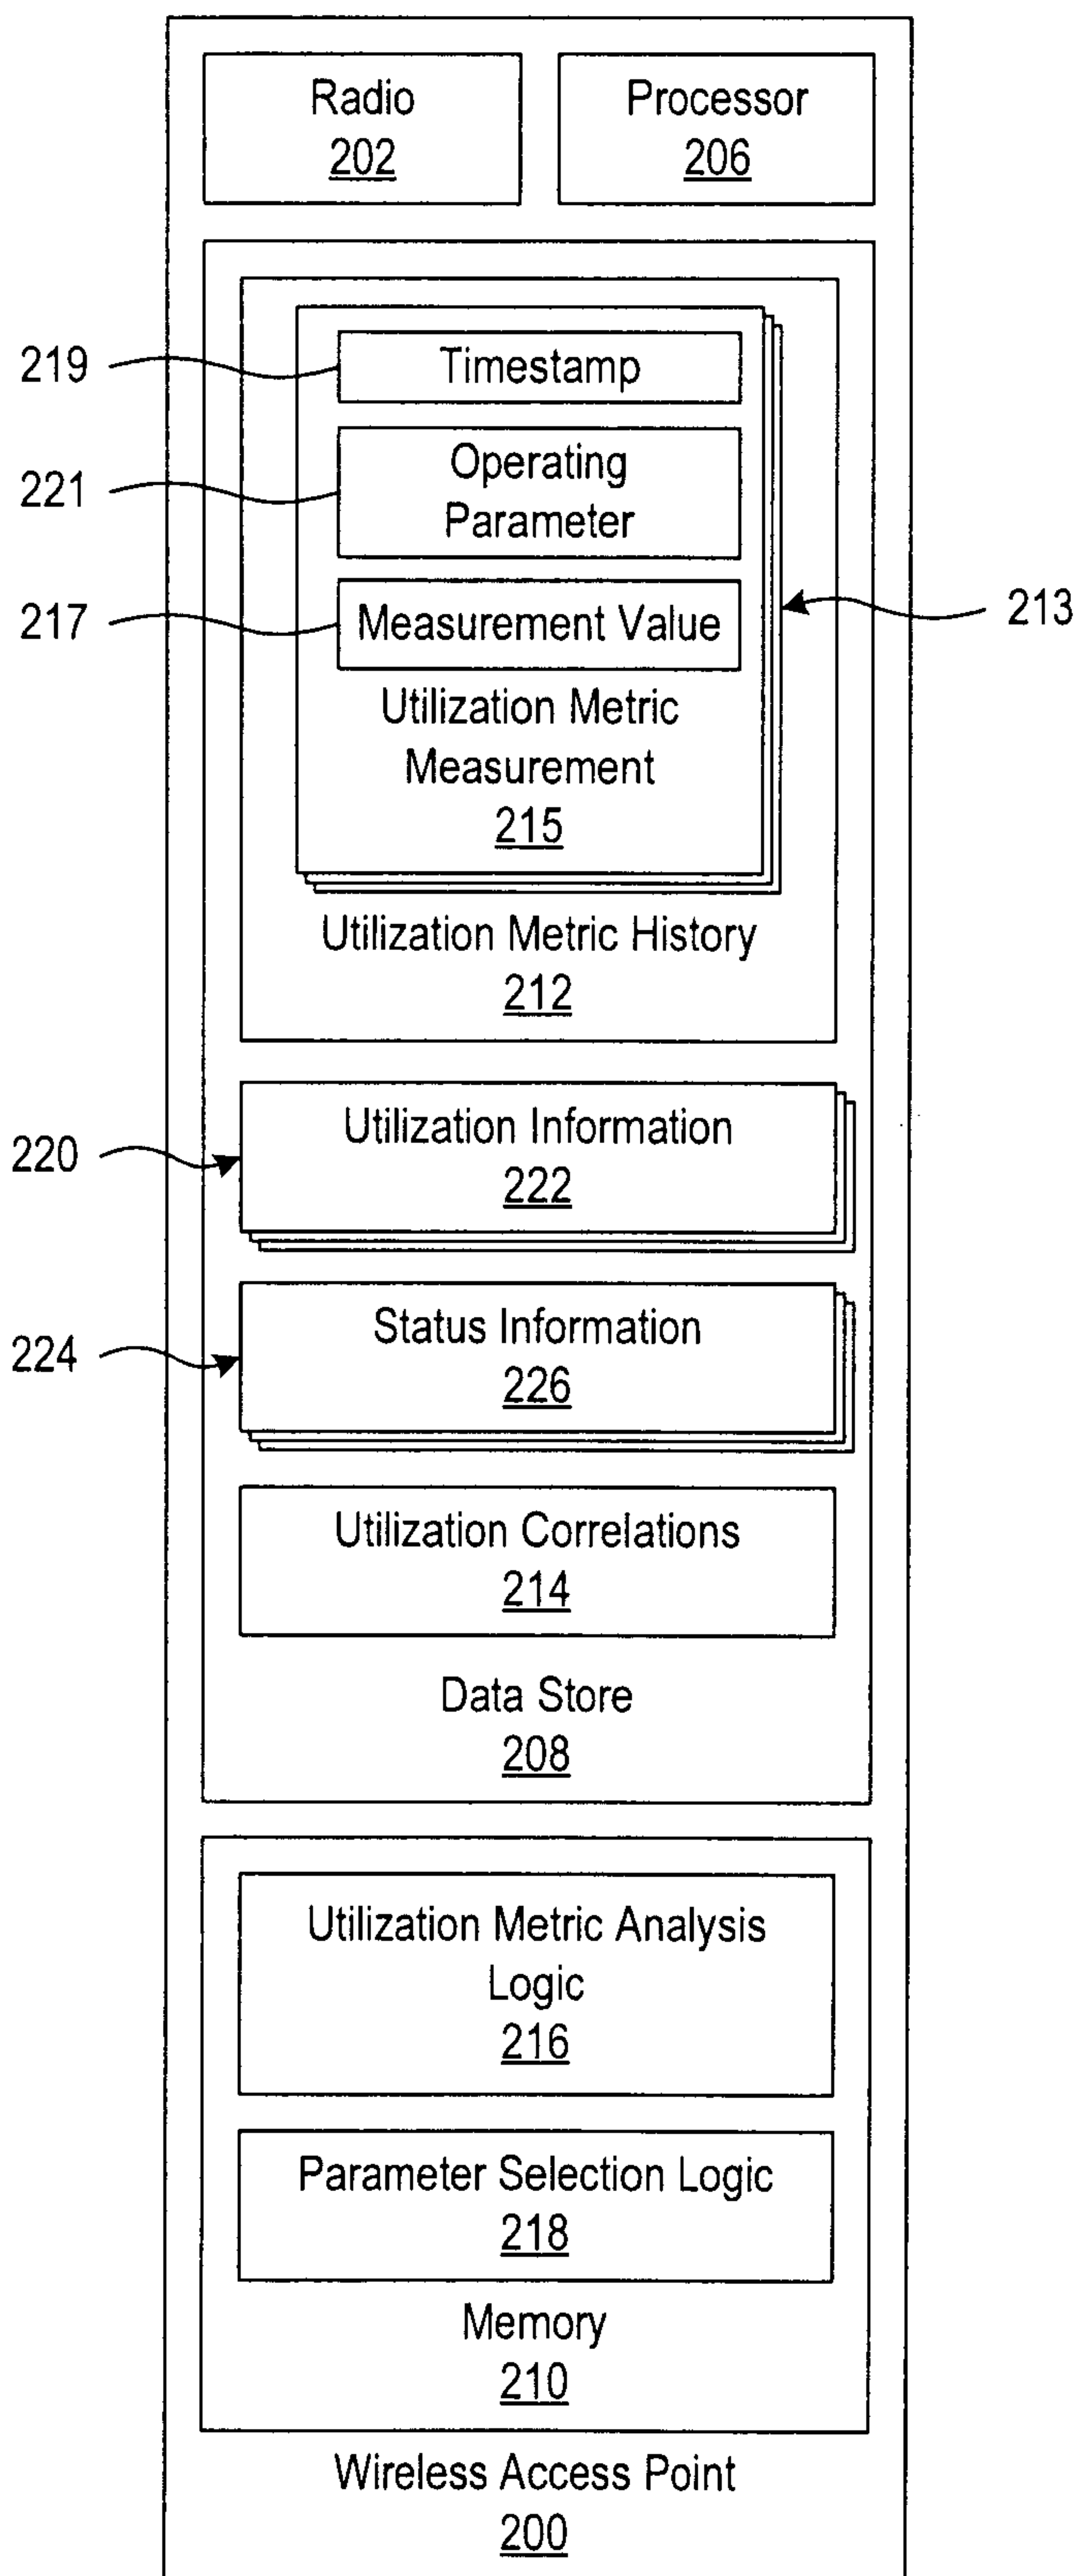 Radio
202
Processor
206
219
Timestamp
221
Operating
Parameter
217
Measurement Value
213
Utilization Metric
Measurement
215
Utilization Metric History
212
220
Utilization Information
222
224
Status Information
226
Utilization Correlations
214
Data Store
208
Utilization Metric Analysis
Logic
216
Parameter Selection Logic
218
Memory
210
Wireless Access Point
200